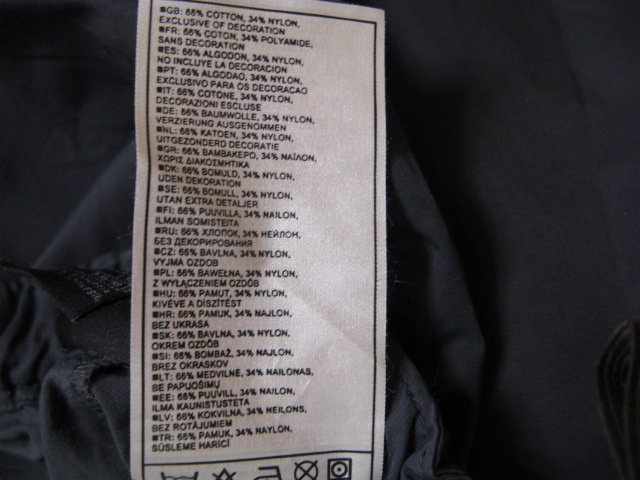 ■GB: 66% COTTON, 34% NYLON,
EXCLUSIVE OF DECORATION
■FR: 66% COTON, 34% POLYAMIDE,
SANS DECORATION
■ES: 66% ALGODON, 34% NYLON,
NO INCLUYE LA DECORACION
■PT: 66% ALGODAO, 34% NYLON,
EXCLUSIVO PARA OS DECORACAO
■IT: 66% COTONE, 34% NYLON,
DECORAZIONI ESCLUSE
■DE: 66% BAUMWOLLE, 34% NYLON,
VERZIERUNG AUSGENOMMEN
■NL: 66% KATOEN, 34% NYLON,
UITGEZONDERD DECORATIE
■GR: 66% ΒΑΜΒΑΚΕΡΟ, 34% ΝΑΪΛΟΝ,
ΧΩΡΙΣ ΔΙΑΚΟΣΜΗΤΙΚΑ
■DK: 66% BOMULD, 34% NYLON,
UDEN DEKORATION
■SE: 66% BOMULL, 34% NYLON,
UTAN EXTRA DETALJER
■FI: 66% PUUVILLA, 34% NAILON,
ILMAN SOMISTEITA
■RU: 66% ХЛОПОК, 34% НЕЙЛОН,
БЕЗ ДЕКОРИРОВАНИЯ
■CZ: 66% BAVLNA, 34% NYLON,
VYJMA OZDOB
■PL: 66% BAWEŁNA, 34% NYLON,
Z WYŁĄCZENIEM OZDÓB
■HU: 66% PAMUT, 34% NYLON,
KIVÉVE A DÍSZÍTÉST
■HR: 66% PAMUK, 34% NAJLON,
BEZ UKRASA
■SK: 66% BAVLNA, 34% NYLON,
OKREM OZDÔB
■SI: 66% BOMBAŽ, 34% NAJLON,
BREZ OKRASKOV
■LT: 66% MEDVILNĖ, 34% NAILONAS,
BE PAPUOŠIMŲ
■EE: 66% PUUVILL, 34% NAILON,
ILMA KAUNISTUSTETA
■LV: 66% KOKVILNA, 34% NEILONS,
BEZ ROTĀJUMIEM
■TR: 66% PAMUK, 34% NAYLON,
SÜSLEME HARİCİ